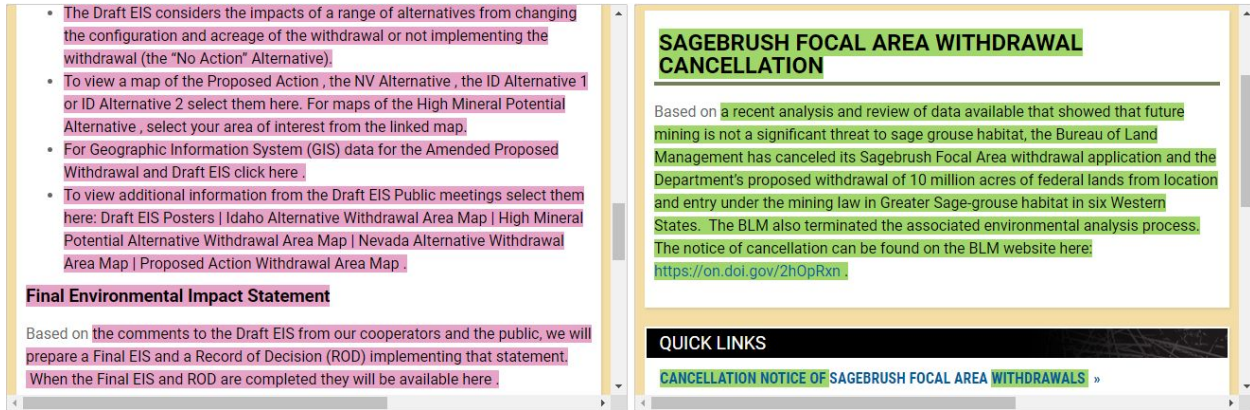 The Draft EIS considers the impacts of a range of alternatives from changing
the configuration and acreage of the withdrawal or not implementing the
withdrawal (the “No Action” Alternative).
To view a map of the Proposed Action , the NV Alternative , the ID Alternative 1
or ID Alternative 2 select them here. For maps of the High Mineral Potential
Alternative , select your area of interest from the linked map.
For Geographic Information System (GIS) data for the Amended Proposed
Withdrawal and Draft EIS click here .
To view additional information from the Draft EIS Public meetings select them
here: Draft EIS Posters | Idaho Alternative Withdrawal Area Map | High Mineral
Potential Alternative Withdrawal Area Map | Nevada Alternative Withdrawal
Area Map | Proposed Action Withdrawal Area Map .
Final Environmental Impact Statement
Based on the comments to the Draft EIS from our cooperators and the public, we will
prepare a Final EIS and a Record of Decision (ROD) implementing that statement.
When the Final EIS and ROD are completed they will be available here .
SAGEBRUSH FOCAL AREA WITHDRAWAL
CANCELLATION
Based on a recent analysis and review of data available that showed that future
mining is not a significant threat to sage grouse habitat, the Bureau of Land
Management has canceled its Sagebrush Focal Area withdrawal application and the
Department's proposed withdrawal of 10 million acres of federal lands from location
and entry under the mining law in Greater Sage-grouse habitat in six Western
States. The BLM also terminated the associated environmental analysis process.
The notice of cancellation can be found on the BLM website here:
https://on.doi.gov/2hOpRxn .
QUICK LINKS
CANCELLATION NOTICE OF SAGEBRUSH FOCAL AREA WITHDRAWALS »